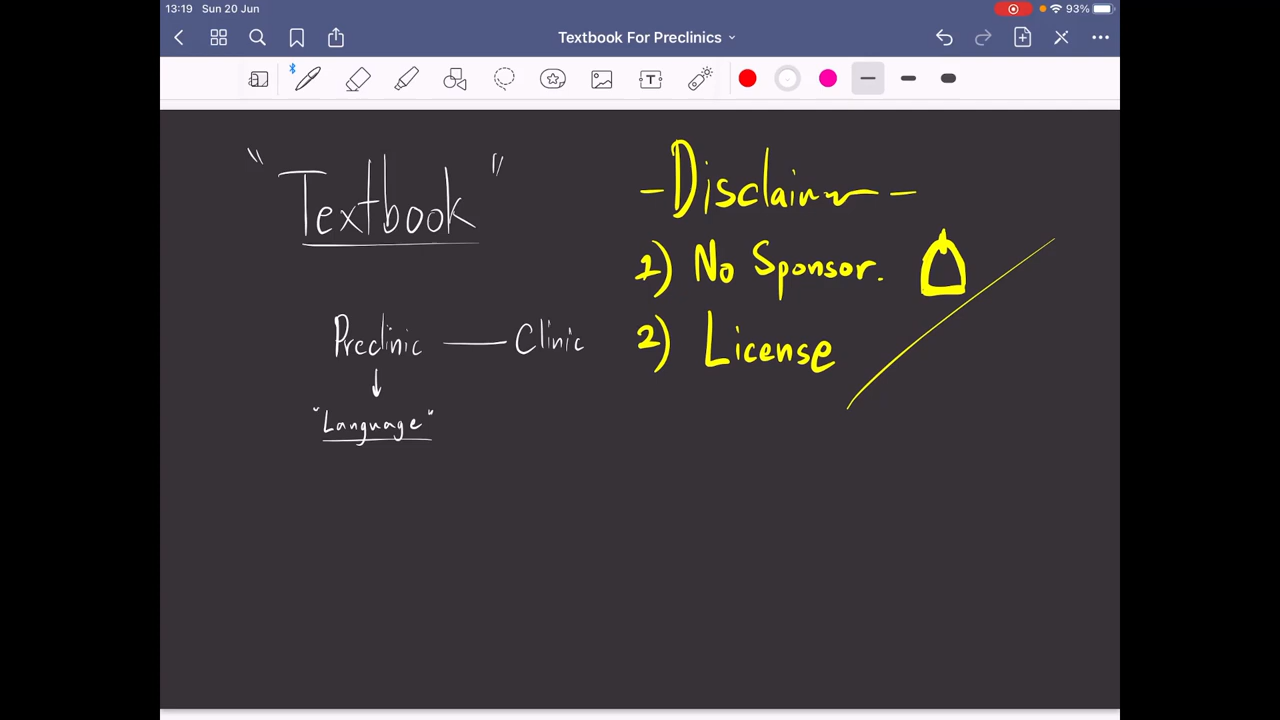 13:19 Sun 20 Jun 93%
Textbook For Preclinics
"Textbook"
Preclinic — Clinic
"Language"
- Disclaimer -
1) No Sponsor.
2) License